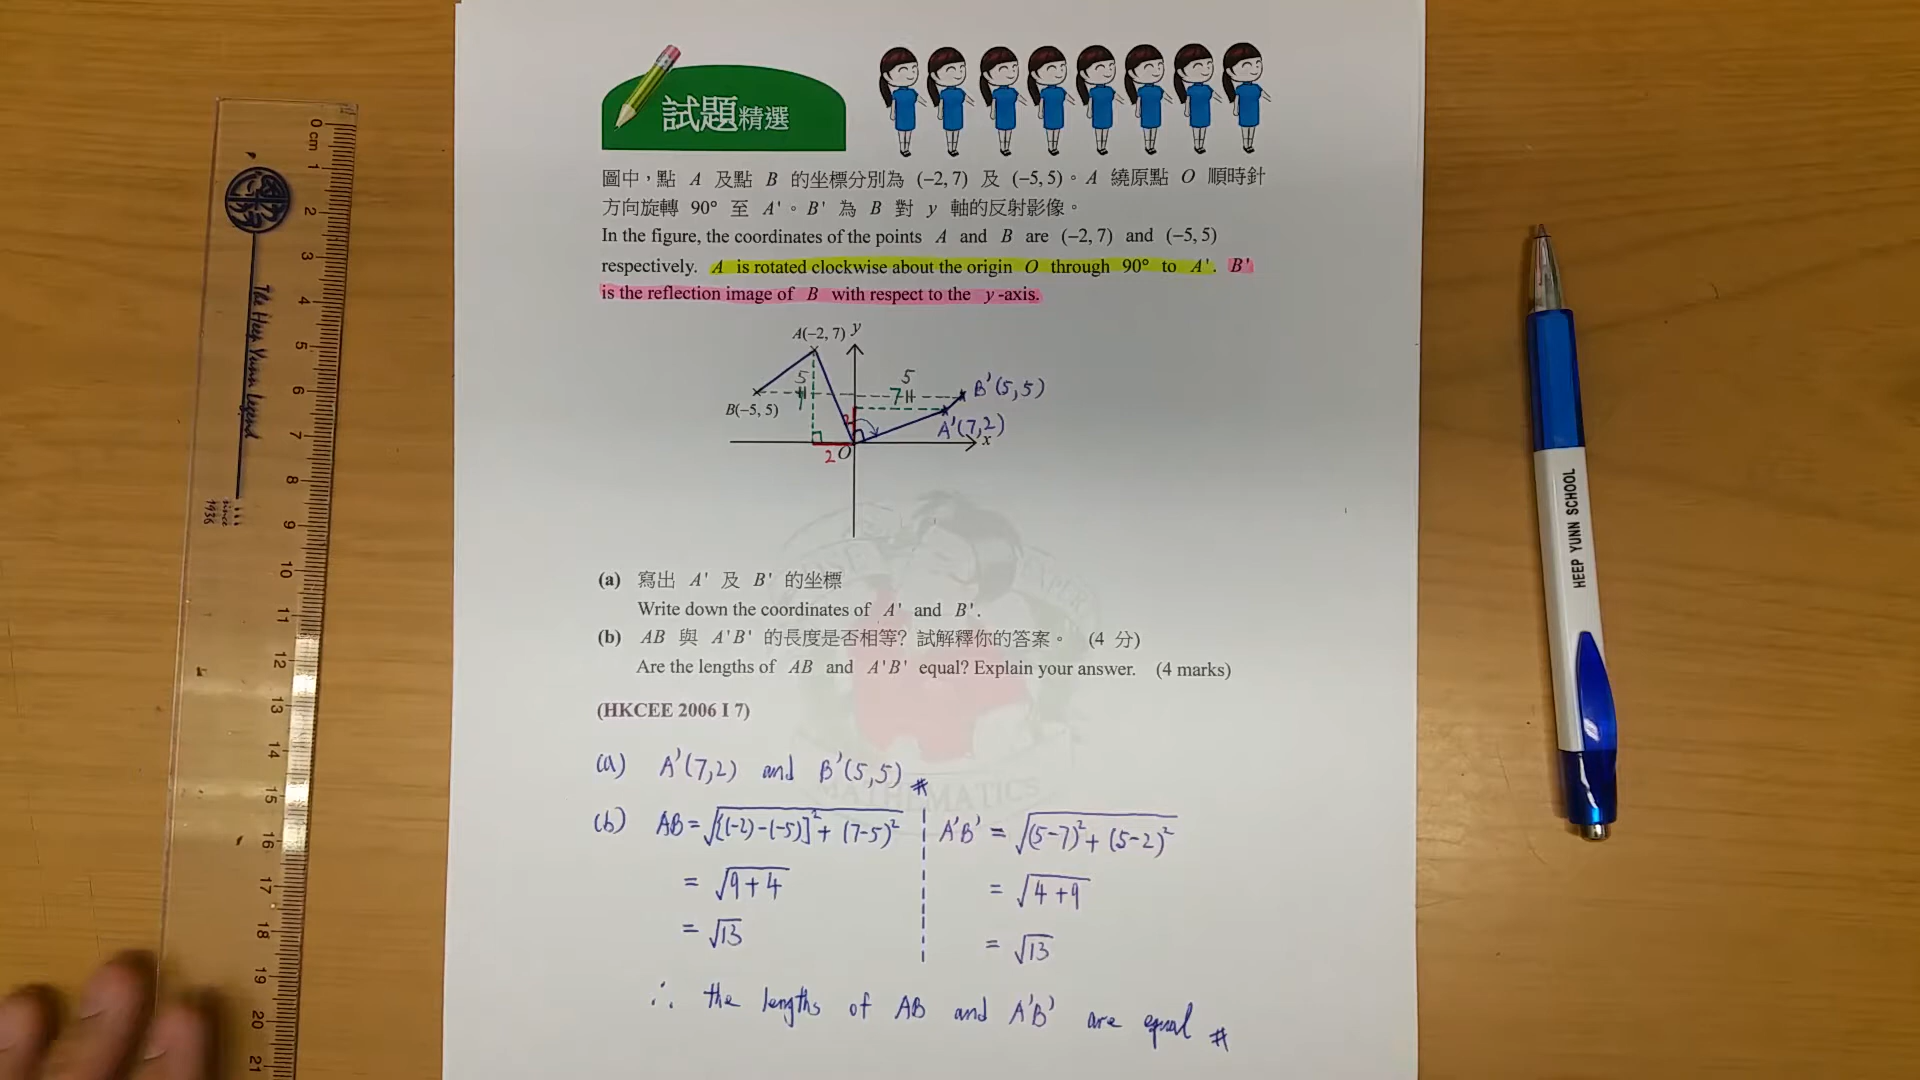 試題精選
圖中，點 A 及點 B 的坐標分別為 (−2, 7) 及 (−5, 5)。A 繞原點 O 順時針
方向旋轉 90° 至 A'。B' 為 B 對 y 軸的反射影像。
In the figure, the coordinates of the points A and B are (−2, 7) and (−5, 5)
respectively. A is rotated clockwise about the origin O through 90° to A'. B'
is the reflection image of B with respect to the y-axis.
A(−2, 7) y
5 5
7 7
B'(5,5)
B(−5, 5)
2
A'(7,2)
x
2 O
(a) 寫出 A' 及 B' 的坐標
Write down the coordinates of A' and B'.
(b) AB 與 A'B' 的長度是否相等? 試解釋你的答案。 (4 分)
Are the lengths of AB and A'B' equal? Explain your answer. (4 marks)
(HKCEE 2006 I 7)
MATHEMATICS
(a) A'(7,2) and B'(5,5) #
(b) AB = √[(-2)-(-5)]² + (7-5)² A'B' = √(5-7)² + (5-2)²
= √9+4 = √4+9
= √13 = √13
∴ the lengths of AB and A'B' are equal #
0 cm 1 2 3 4 5 6 7 8 9 10 11 12 13 14 15 16 17 18 19 20 21
The Heep Yunn Legend
since 1936
HEEP YUNN SCHOOL